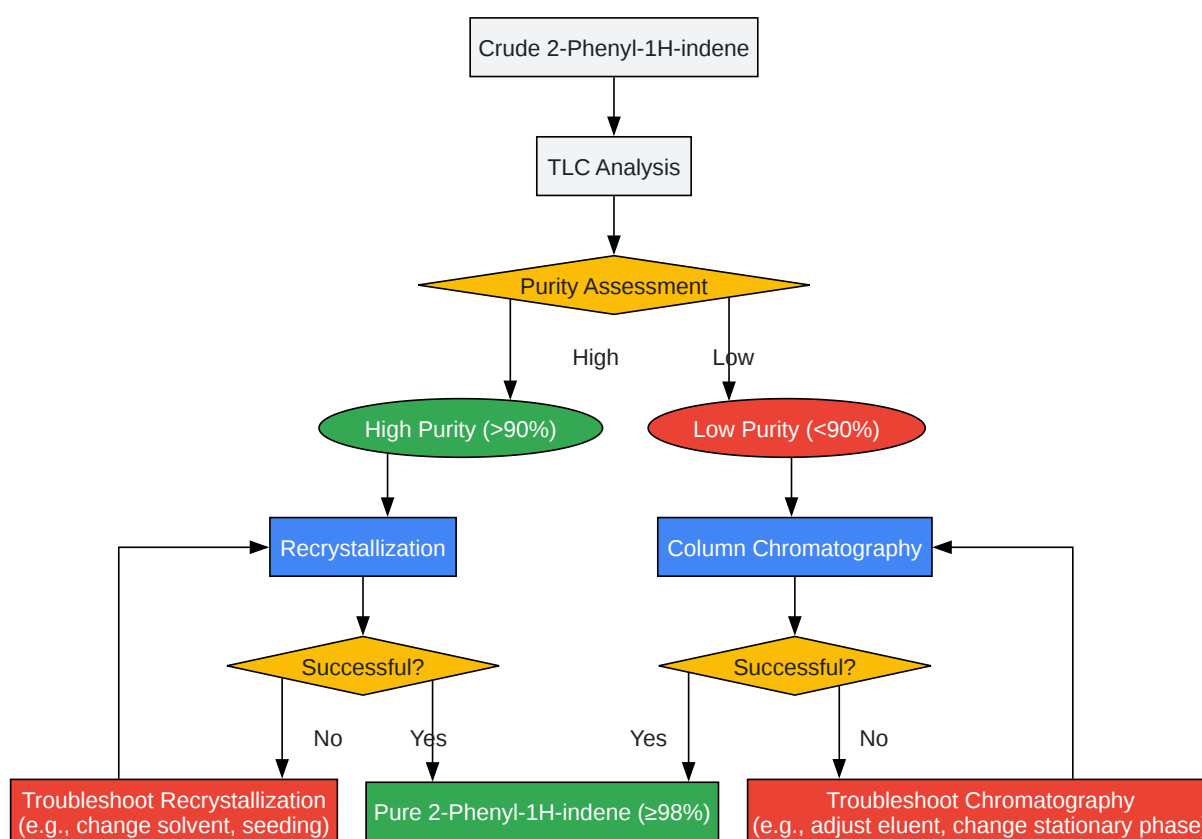 Crude 2-Phenyl-1H-indene
TLC Analysis
Purity Assessment
High
Low
High Purity (>90%)
Low Purity (<90%)
Recrystallization
Column Chromatography
Successful?
Successful?
No
Yes
Yes
No
Troubleshoot Recrystallization
(e.g., change solvent, seeding)
Pure 2-Phenyl-1H-indene (≥98%)
Troubleshoot Chromatography
(e.g., adjust eluent, change stationary phase